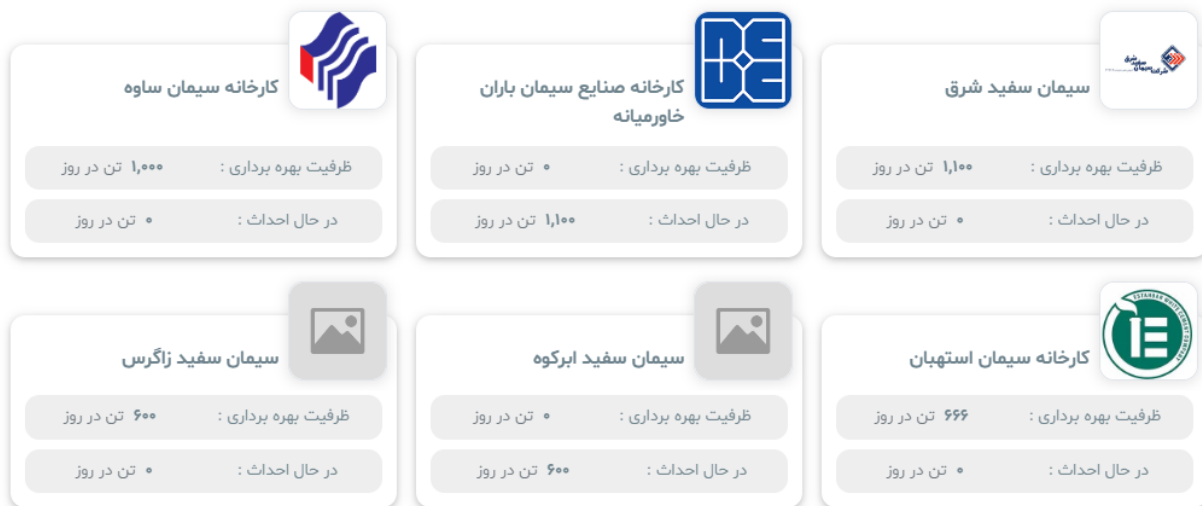 سیمان سفید شرق
ظرفیت بهره برداری : ۱,۱۰۰ تن در روز
در حال احداث : ۰ تن در روز
کارخانه صنایع سیمان باران
خاورمیانه
ظرفیت بهره برداری : ۰ تن در روز
در حال احداث : ۱,۱۰۰ تن در روز
کارخانه سیمان ساوه
ظرفیت بهره برداری : ۱,۰۰۰ تن در روز
در حال احداث : ۰ تن در روز
ESTAHBAN WHITE CEMENT COMPANY
کارخانه سیمان استهبان
ظرفیت بهره برداری : ۶۶۶ تن در روز
در حال احداث : ۰ تن در روز
سیمان سفید ابرکوه
ظرفیت بهره برداری : ۰ تن در روز
در حال احداث : ۶۰۰ تن در روز
سیمان سفید زاگرس
ظرفیت بهره برداری : ۶۰۰ تن در روز
در حال احداث : ۰ تن در روز